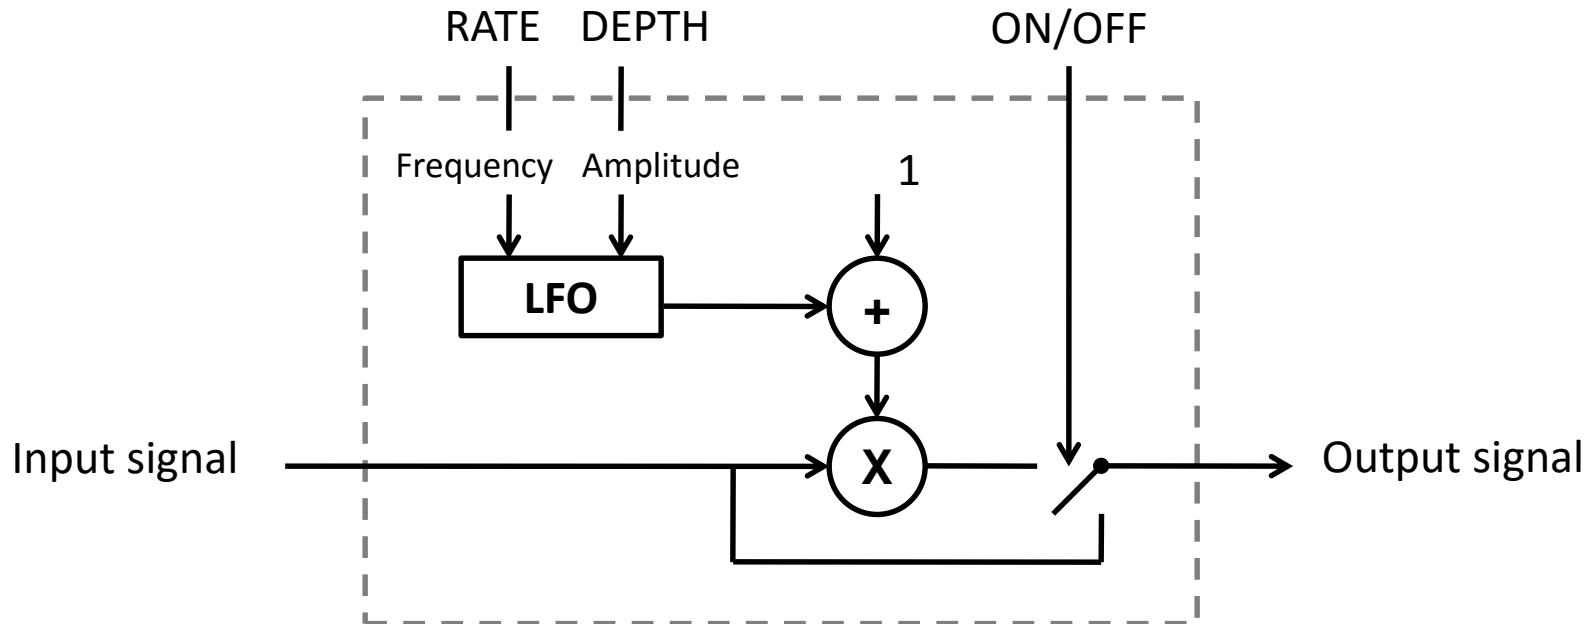 RATE DEPTH ON/OFF
Frequency Amplitude 1
LFO +
Input signal X Output signal